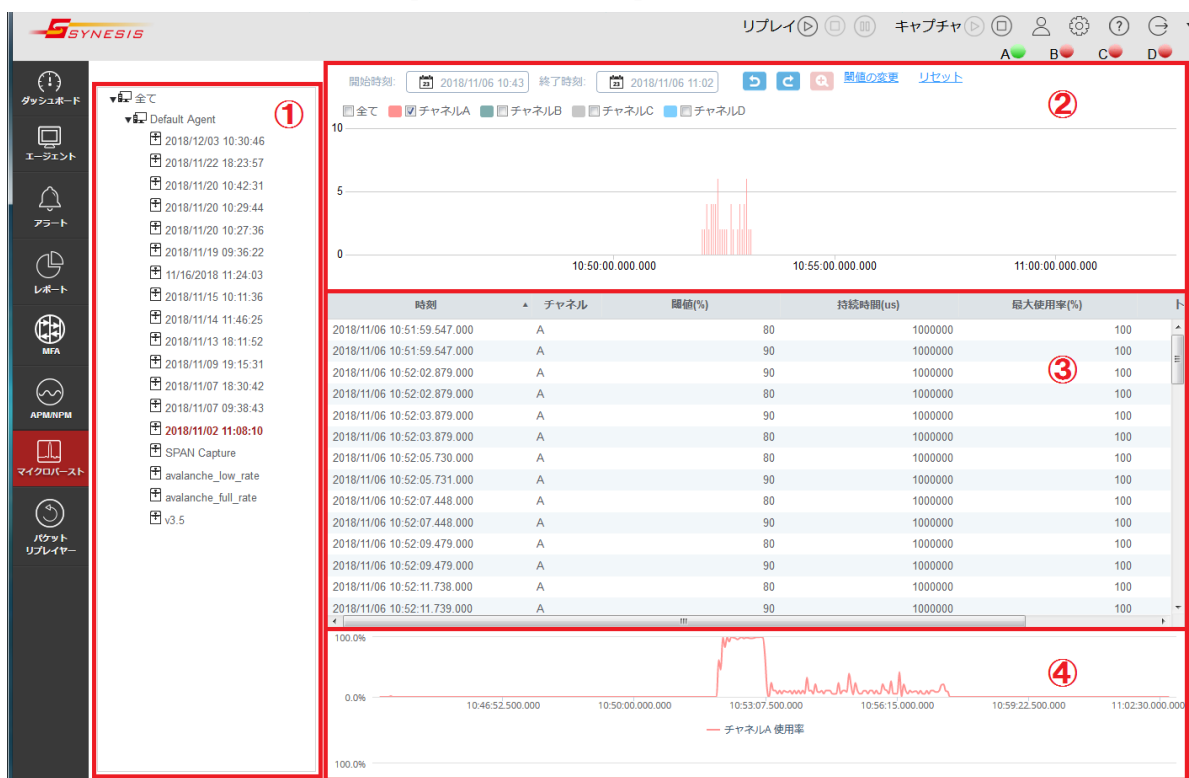 SYNESIS
リプレイ キャプチャ
A B C D
ダッシュボード
エージェント
アラート
レポート
MFA
APM/NPM
マイクロバースト
パケット
リプレイヤー
①
全て
Default Agent
2018/12/03 10:30:46
2018/11/22 18:23:57
2018/11/20 10:42:31
2018/11/20 10:29:44
2018/11/20 10:27:36
2018/11/19 09:36:22
11/16/2018 11:24:03
2018/11/15 10:11:36
2018/11/14 11:46:25
2018/11/13 18:11:52
2018/11/09 19:15:31
2018/11/07 18:30:42
2018/11/07 09:38:43
2018/11/02 11:08:10
SPAN Capture
avalanche_low_rate
avalanche_full_rate
v3.5
開始時刻: 23 2018/11/06 10:43 終了時刻: 23 2018/11/06 11:02 閾値の変更 リセット
②
全て チャネルA チャネルB チャネルC チャネルD
10
5
0
10:50:00.000.000 10:55:00.000.000 11:00:00.000.000
時刻 ▲ チャネル 閾値(%) 持続時間(us) 最大使用率(%) ト
2018/11/06 10:51:59.547.000 A 80 1000000 100
2018/11/06 10:51:59.547.000 A 90 1000000 100
2018/11/06 10:52:02.879.000 A 90 1000000 100
③
2018/11/06 10:52:02.879.000 A 80 1000000 100
2018/11/06 10:52:03.879.000 A 90 1000000 100
2018/11/06 10:52:03.879.000 A 80 1000000 100
2018/11/06 10:52:05.730.000 A 80 1000000 100
2018/11/06 10:52:05.731.000 A 90 1000000 100
2018/11/06 10:52:07.448.000 A 80 1000000 100
2018/11/06 10:52:07.448.000 A 90 1000000 100
2018/11/06 10:52:09.479.000 A 80 1000000 100
2018/11/06 10:52:09.479.000 A 90 1000000 100
2018/11/06 10:52:11.738.000 A 80 1000000 100
2018/11/06 10:52:11.739.000 A 90 1000000 100
100.0%
④
0.0%
10:46:52.500.000 10:50:00.000.000 10:53:07.500.000 10:56:15.000.000 10:59:22.500.000 11:02:30.000.000
チャネルA 使用率
100.0%